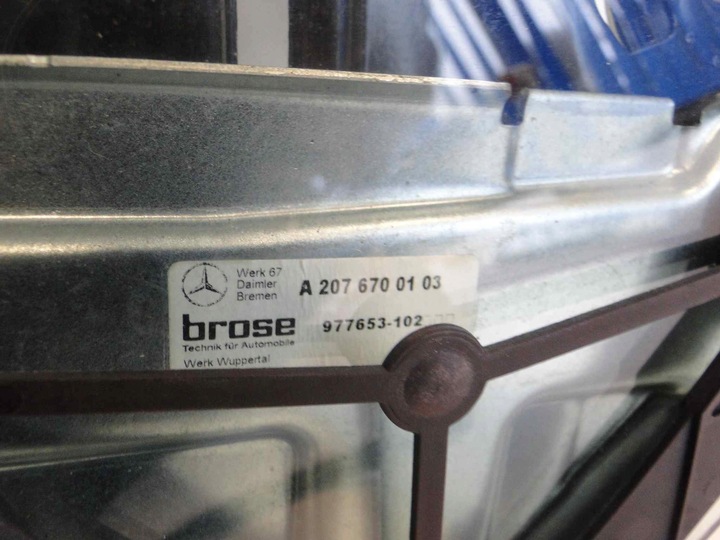 Werk 67
Daimler
Bremen
A 207 670 01 03
brose
977653-102
Technik für Automobile
Werk Wuppertal